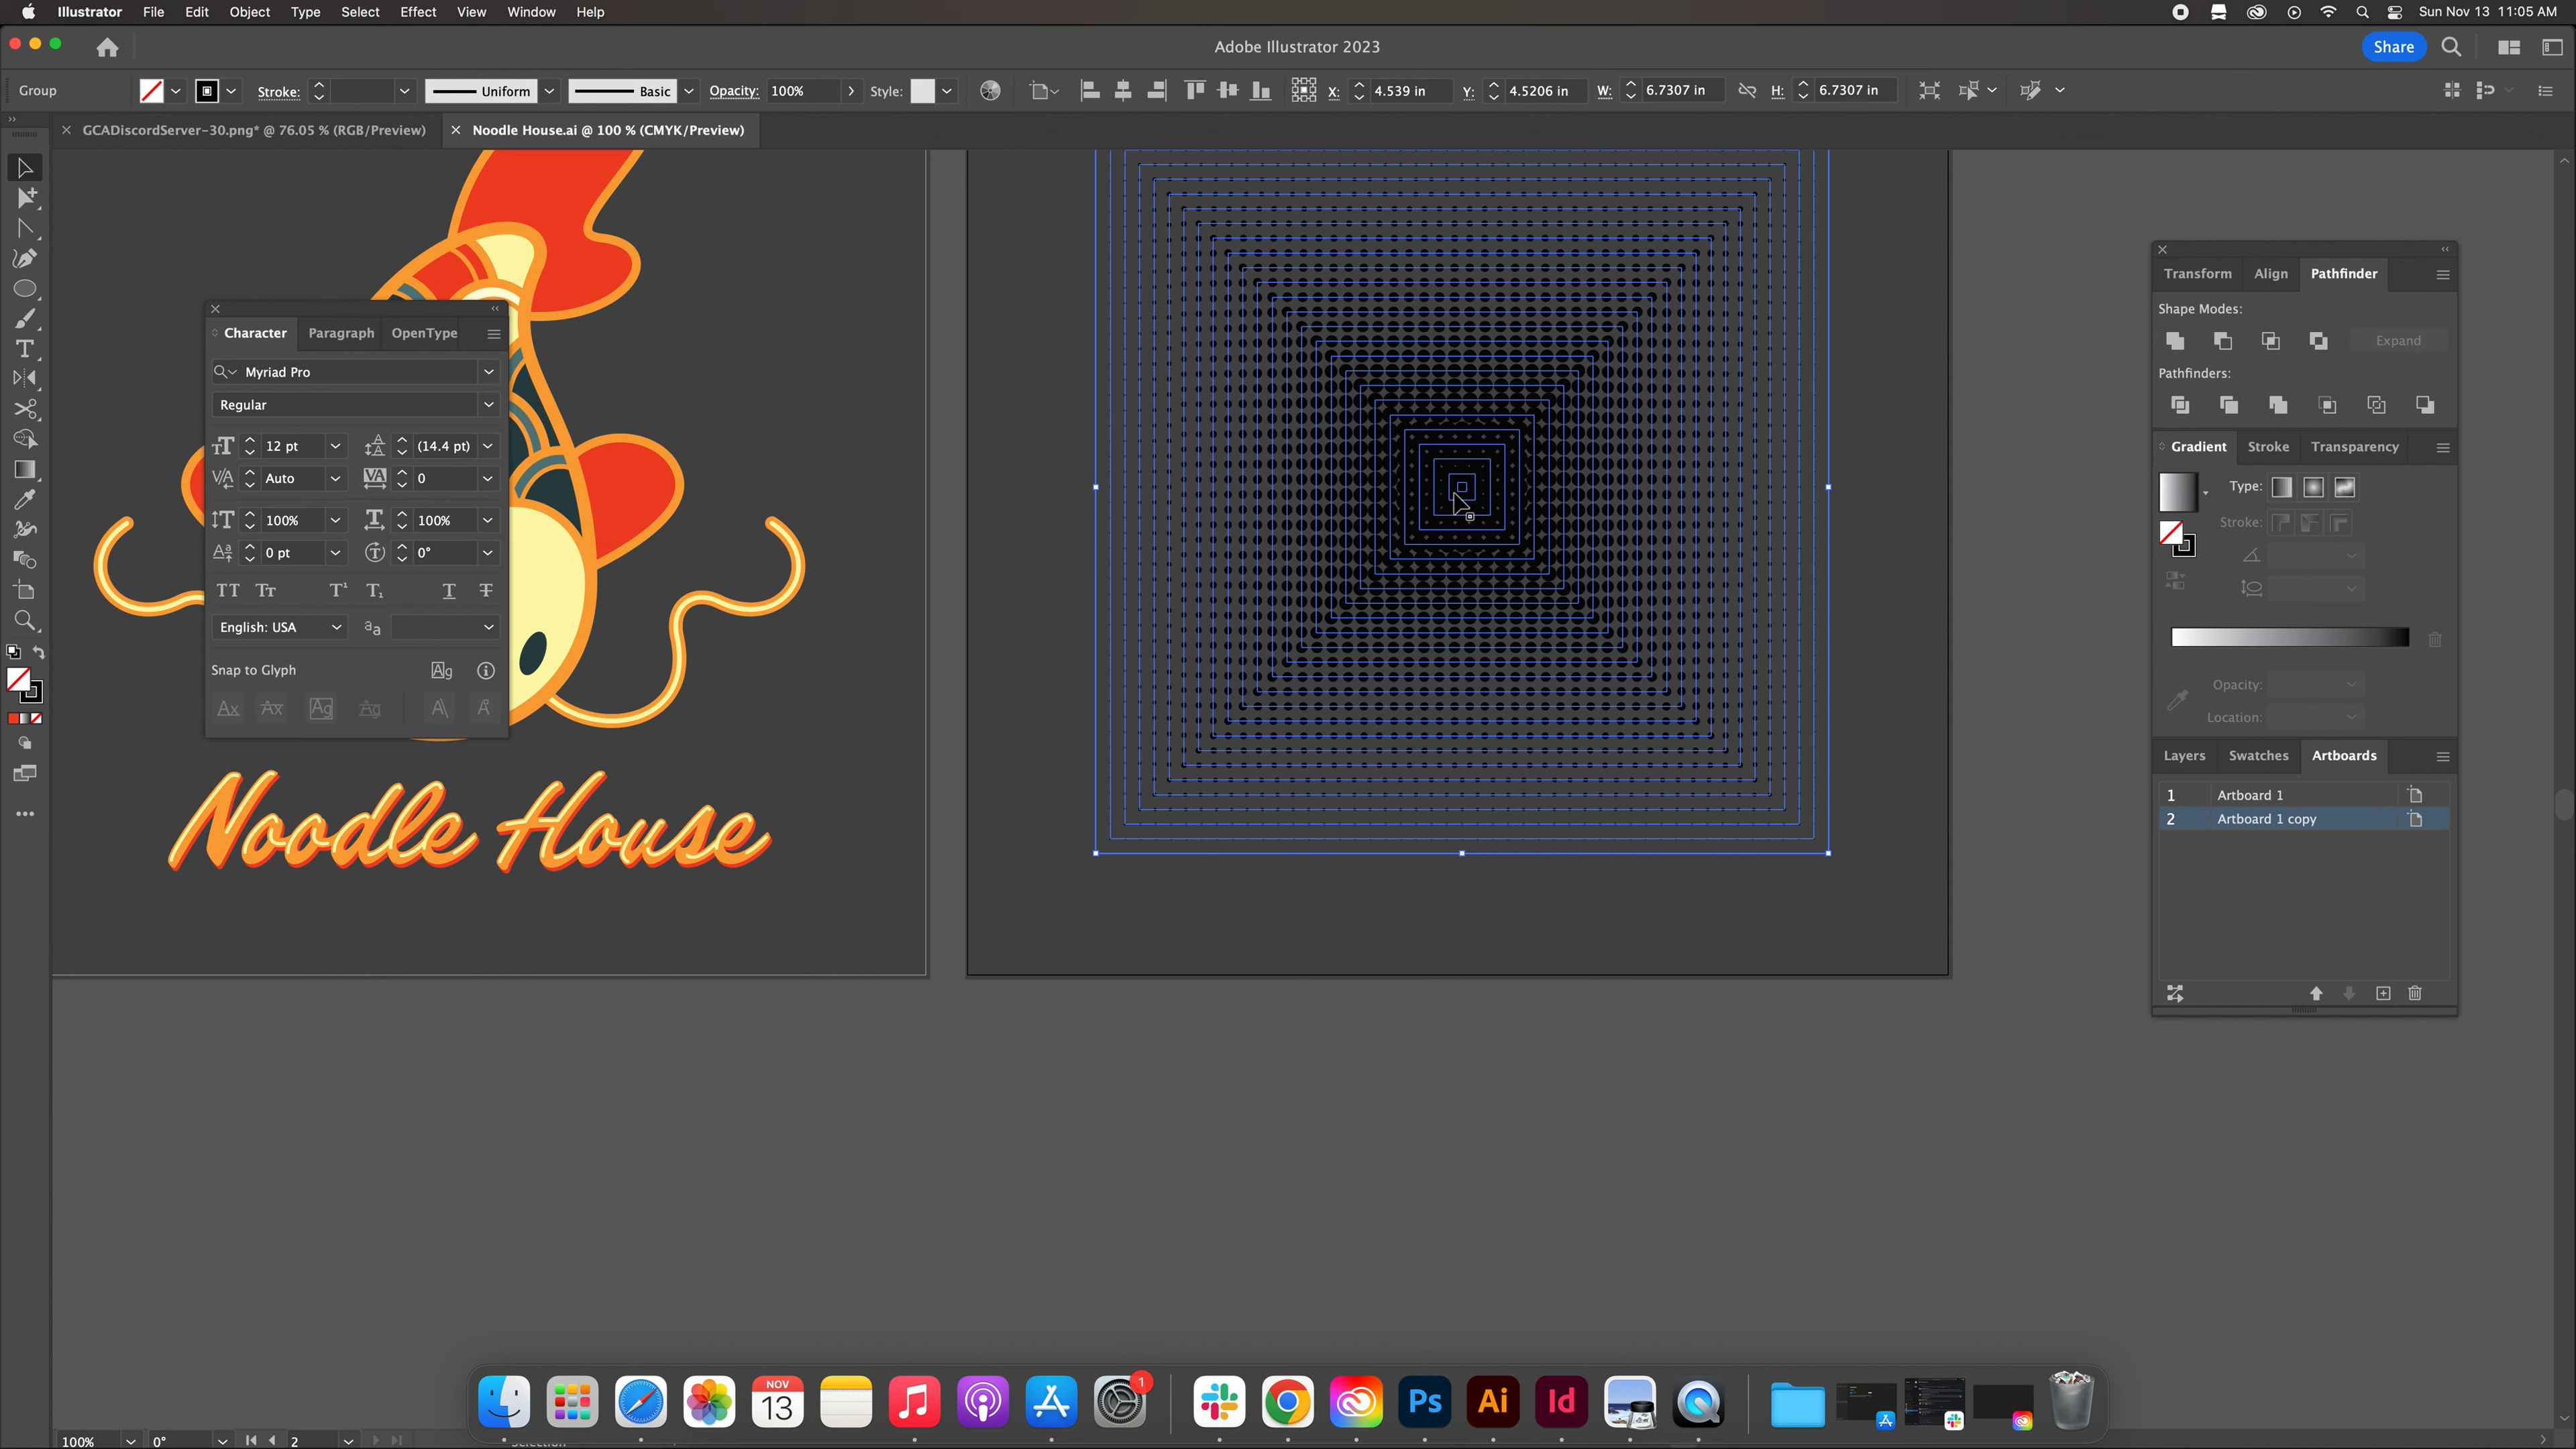 Illustrator File Edit Object Type Select Effect View Window Help Sun Nov 13 11:05 AM
Adobe Illustrator 2023 Share
Group Stroke: Uniform Basic Opacity: 100% Style: X: 4.539 in Y: 4.5206 in W: 6.7307 in H: 6.7307 in
GCADiscordServer-30.png* @ 76.05 % (RGB/Preview) Noodle House.ai @ 100 % (CMYK/Preview)
Transform Align Pathfinder
Shape Modes:
Expand
Pathfinders:
Gradient Stroke Transparency
Type:
Stroke:
Opacity:
Location:
Layers Swatches Artboards
1 Artboard 1
2 Artboard 1 copy
Character Paragraph OpenType
Myriad Pro
Regular
12 pt (14.4 pt)
Auto 0
100% 100%
0 pt 0°
English: USA
Snap to Glyph
Noodle House
NOV
13
1
Ps
Ai
Id
100% 0° 2 Selection